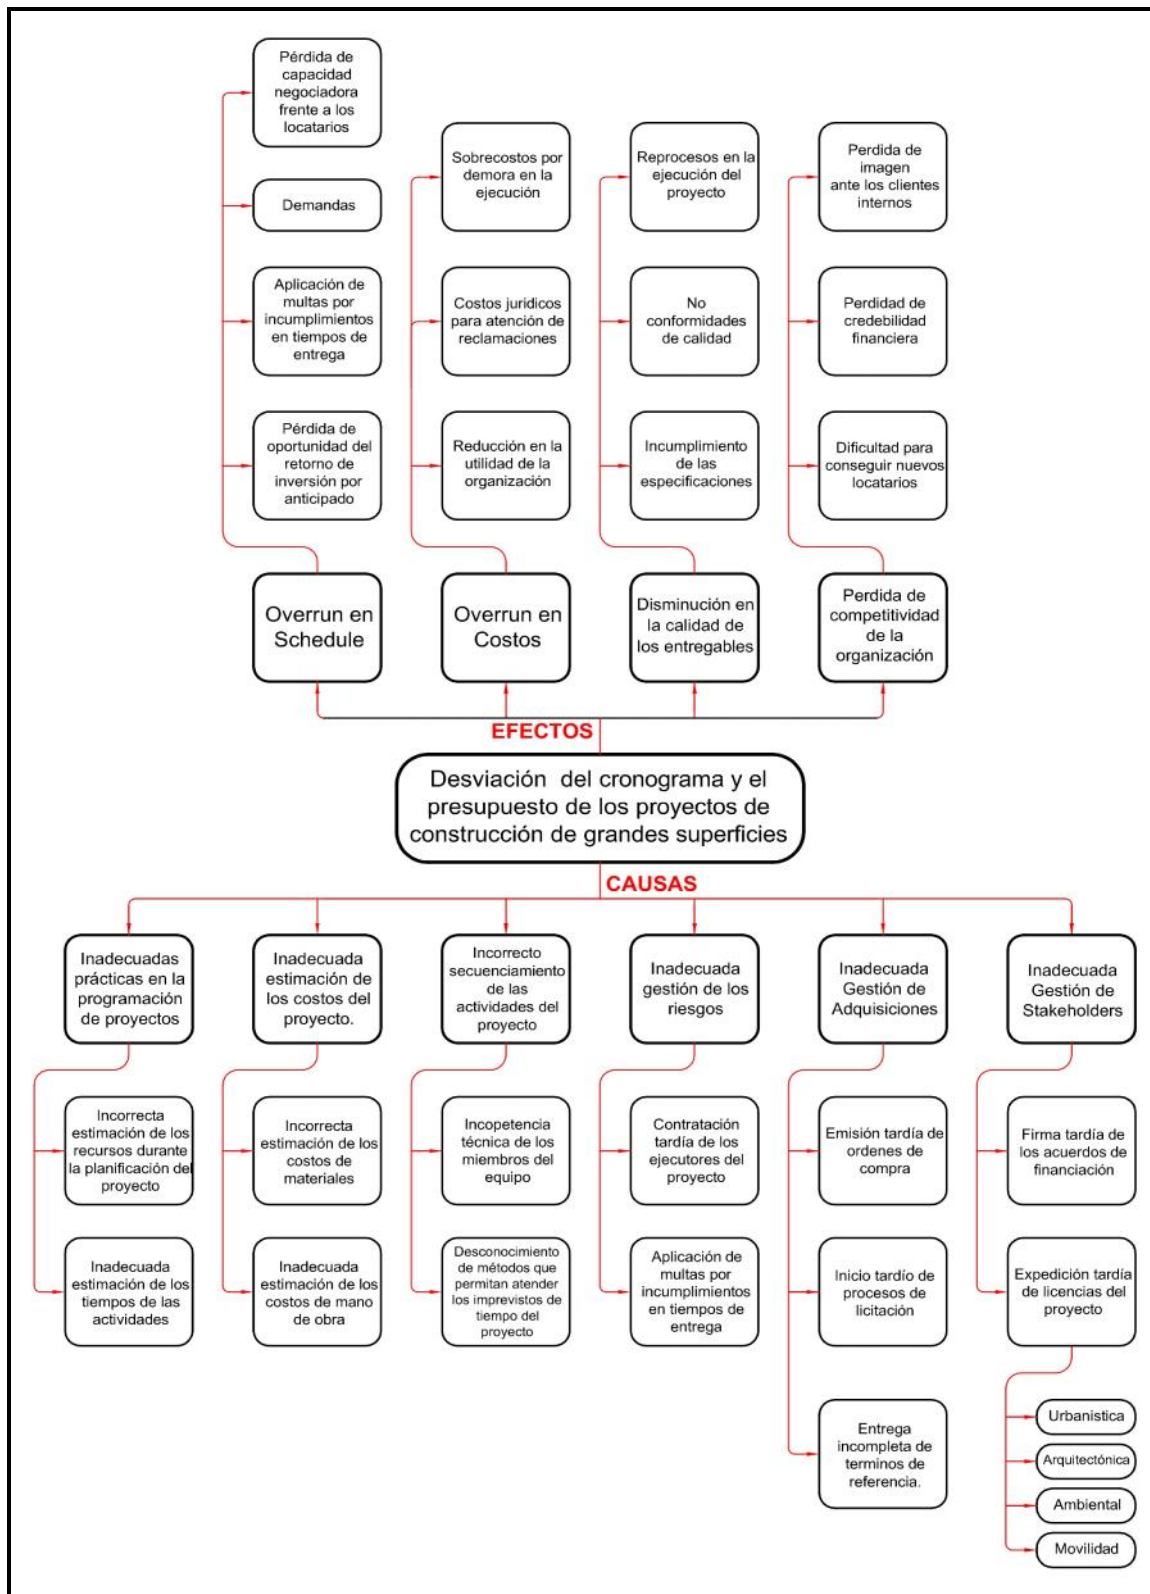 Pérdida de
capacidad
negociadora
frente a los
locatarios
Demandas
Aplicación de
multas por
incumplimientos
en tiempos de
entrega
Pérdida de
oportunidad del
retorno de
inversión por
anticipado
Overrun en
Schedule
Sobrecostos por
demora en la
ejecución
Costos jurídicos
para atención de
reclamaciones
Reducción en la
utilidad de la
organización
Overrun en
Costos
Reprocesos en la
ejecución del
proyecto
No
conformidades
de calidad
Incumplimiento
de las
especificaciones
Disminución en
la calidad de
los entregables
Perdida de
imagen
ante los clientes
internos
Perdidad de
credibilidad
financiera
Dificultad para
conseguir nuevos
locatarios
Perdida de
competitividad
de la
organización
EFECTOS
Desviación del cronograma y el
presupuesto de los proyectos de
construcción de grandes superficies
CAUSAS
Inadecuadas
prácticas en la
programación
de proyectos
Incorrecta
estimación de los
recursos durante
la planificación del
proyecto
Inadecuada
estimación de los
tiempos de las
actividades
Inadecuada
estimación de
los costos del
proyecto.
Incorrecta
estimación de los
costos de
materiales
Inadecuada
estimación de los
costos de mano
de obra
Incorrecto
secuenciamiento
de las
actividades del
proyecto
Incopetencia
técnica de los
miembros del
equipo
Desconocimiento
de métodos que
permitan atender
los imprevistos de
tiempo del
proyecto
Inadecuada
gestión de los
riesgos
Contratación
tardía de los
ejecutores del
proyecto
Aplicación de
multas por
incumplimientos
en tiempos de
entrega
Inadecuada
Gestión de
Adquisiciones
Emisión tardía de
ordenes de
compra
Inicio tardío de
procesos de
licitación
Entrega
incompleta de
terminos de
referencia.
Inadecuada
Gestión de
Stakeholders
Firma tardía de
los acuerdos de
financiación
Expedición tardía
de licencias del
proyecto
Urbanistica
Arquitectónica
Ambiental
Movilidad